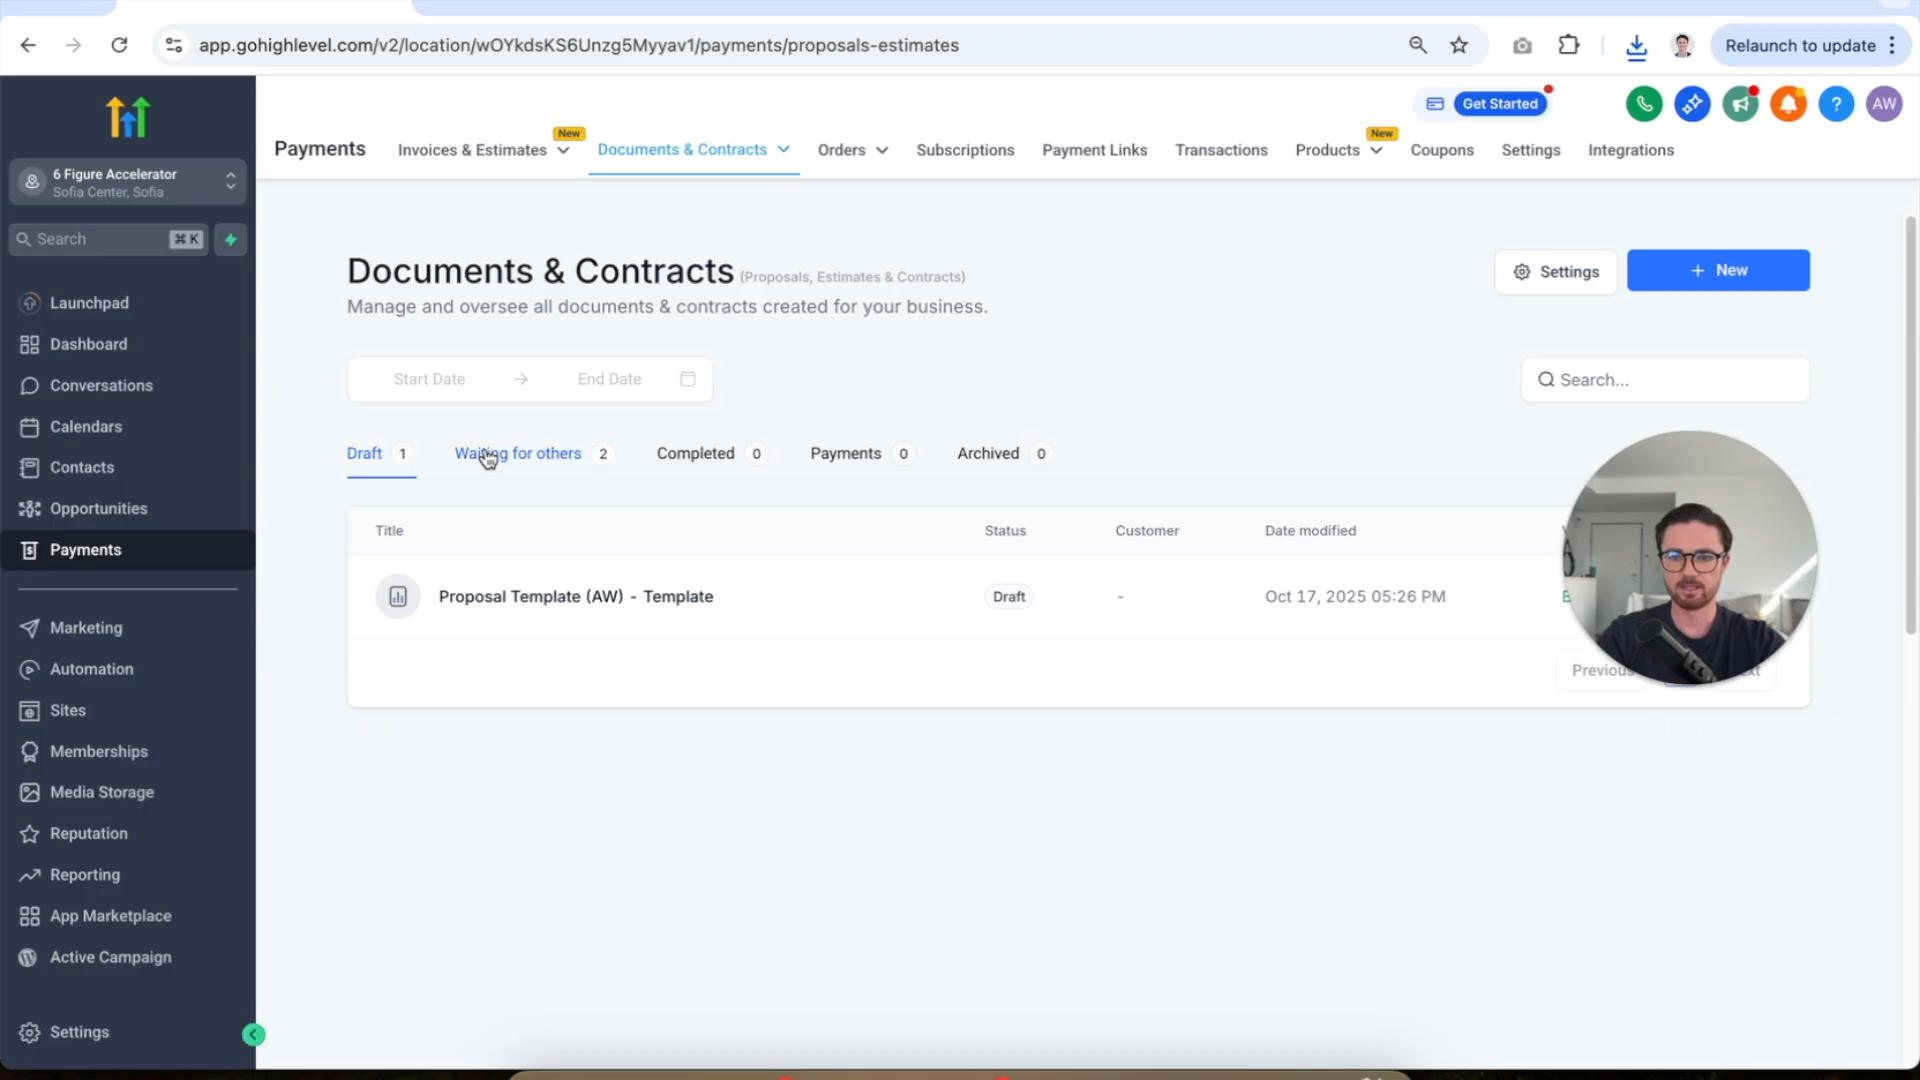 app.gohighlevel.com/v2/location/wOYkdsKS6Unzg5Myyav1/payments/proposals-estimates
Relaunch to update
6 Figure Accelerator
Sofia Center, Sofia
Search ⌘ K
Launchpad
Dashboard
Conversations
Calendars
Contacts
Opportunities
Payments
Marketing
Automation
Sites
Memberships
Media Storage
Reputation
Reporting
App Marketplace
Active Campaign
Settings
Get Started
? AW
New New
Payments Invoices & Estimates Documents & Contracts Orders Subscriptions Payment Links Transactions Products Coupons Settings Integrations
Documents & Contracts (Proposals, Estimates & Contracts)
Manage and oversee all documents & contracts created for your business.
Settings + New
Start Date → End Date
Search...
Draft 1 Waiting for others 2 Completed 0 Payments 0 Archived 0
Title Status Customer Date modified
Proposal Template (AW) - Template Draft - Oct 17, 2025 05:26 PM